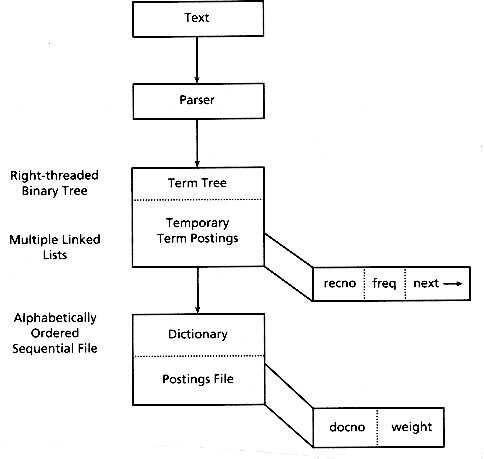 Text
Parser
Right-threaded
Binary Tree
Term Tree
Temporary
Term Postings
Multiple Linked
Lists
recno freq next
Alphabetically
Ordered
Sequential File
Dictionary
Postings File
docno weight